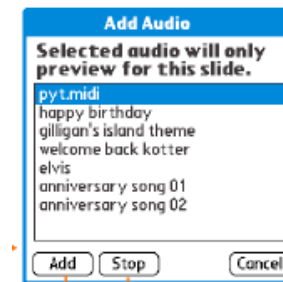 Add Audio
Selected audio will only
preview for this slide.
pyt.midi
happy birthday
gilligan's island theme
welcome back kotter
elvis
anniversary song 01
anniversary song 02
Add Stop Cancel